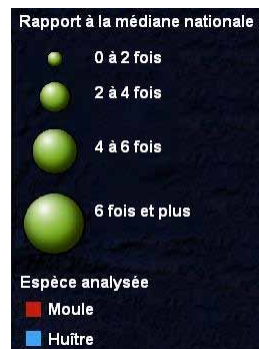 Rapport à la médiane nationale
0 à 2 fois
2 à 4 fois
4 à 6 fois
6 fois et plus
Espèce analysée
Moule
Huître